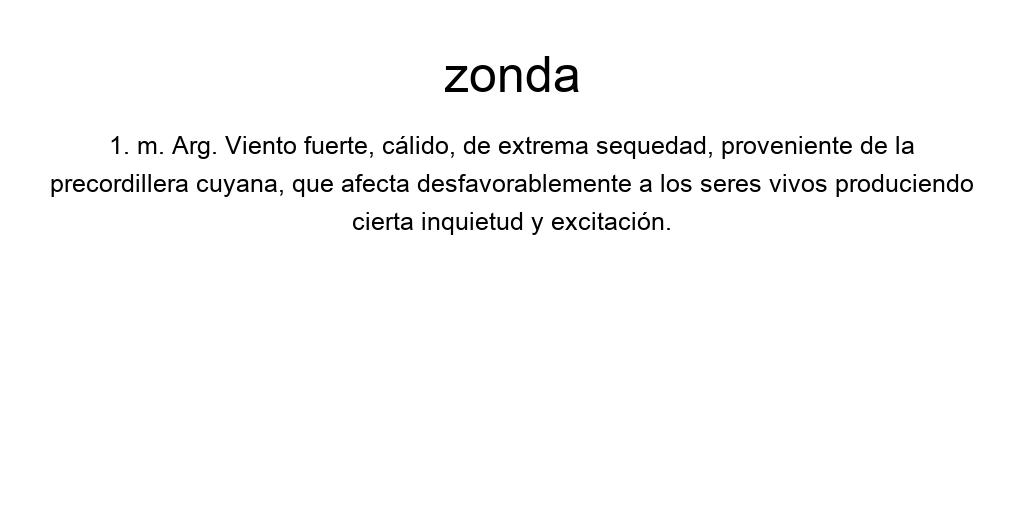 zonda
1. m. Arg. Viento fuerte, cálido, de extrema sequedad, proveniente de la
precordillera cuyana, que afecta desfavorablemente a los seres vivos produciendo
cierta inquietud y excitación.